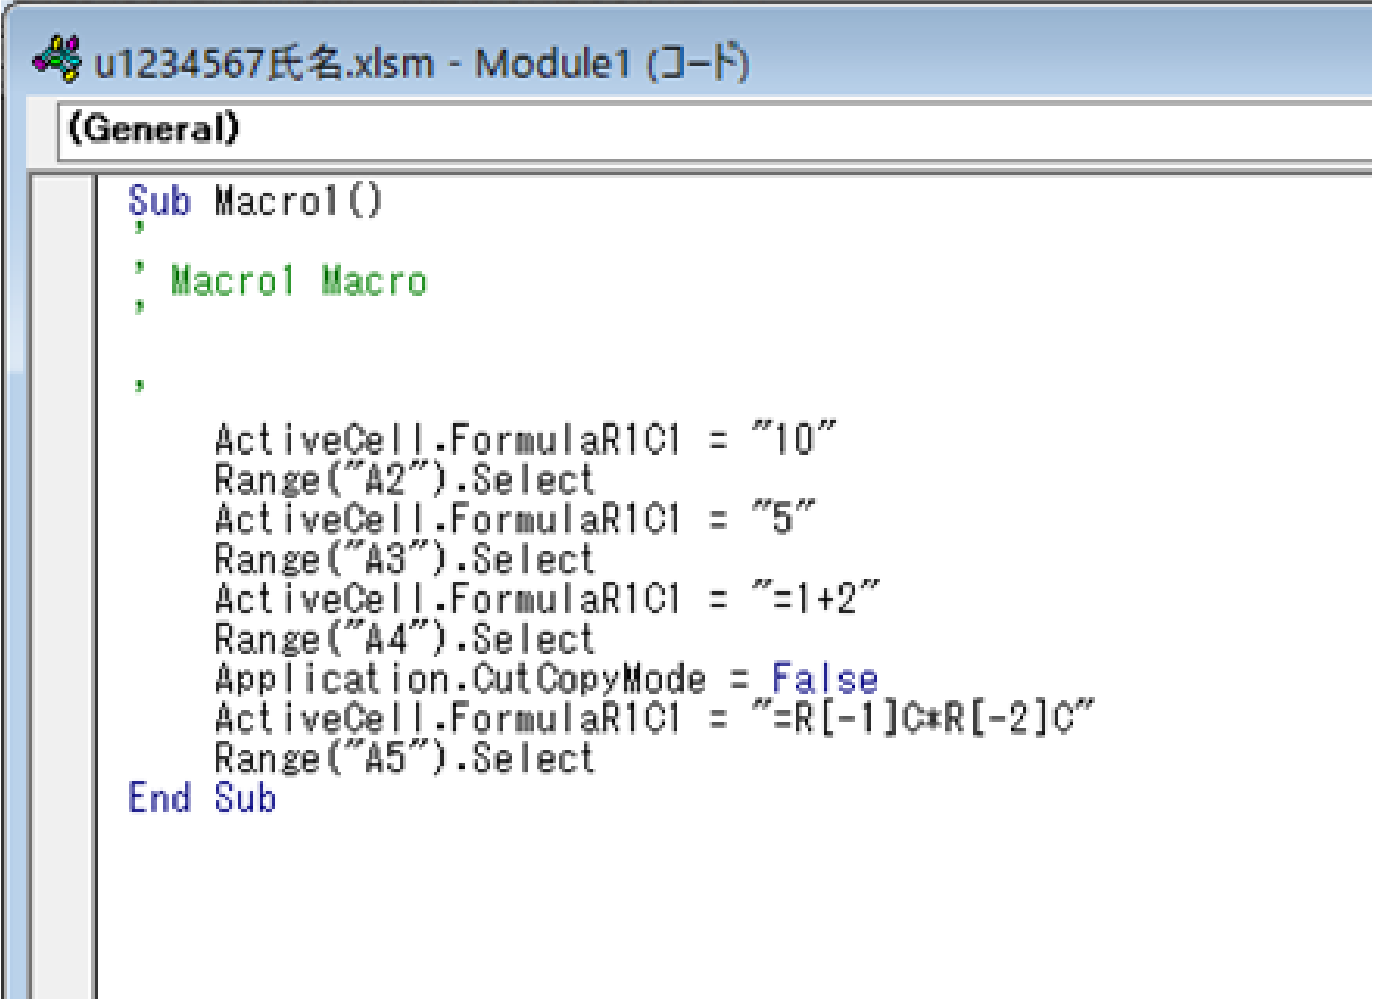 u1234567氏名.xlsm - Module1 (コード)
(General)
Sub Macro1()
'
' Macro1 Macro
'
'
ActiveCell.FormulaR1C1 = "10"
Range("A2").Select
ActiveCell.FormulaR1C1 = "5"
Range("A3").Select
ActiveCell.FormulaR1C1 = "=1+2"
Range("A4").Select
Application.CutCopyMode = False
ActiveCell.FormulaR1C1 = "=R[-1]C*R[-2]C"
Range("A5").Select
End Sub